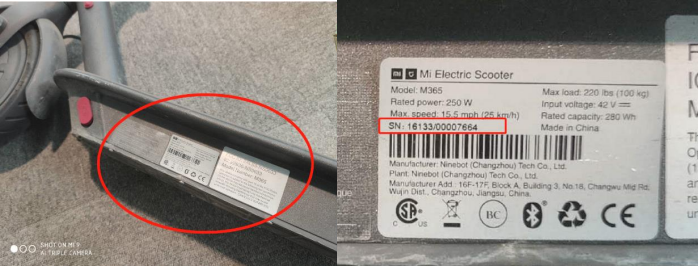 SHOT ON MI 9
AI TRIPLE CAMERA
mi Mi Electric Scooter
Model: M365
Max load: 220 lbs (100 kg)
Rated power: 250 W
Input voltage: 42 V
Max. speed: 15.5 mph (25 km/h)
Rated capacity: 280 Wh
SN: 16133/00007664
Made in China
Manufacturer: Ninebot (Changzhou) Tech Co., Ltd.
Plant: Ninebot (Changzhou) Tech Co., Ltd.
Manufacturer Add.: 16F-17F, Block A, Building 3, No.18, Changwu Mid Rd,
Wujin Dist., Changzhou, Jiangsu, China.
CSA
C US
BC
CE